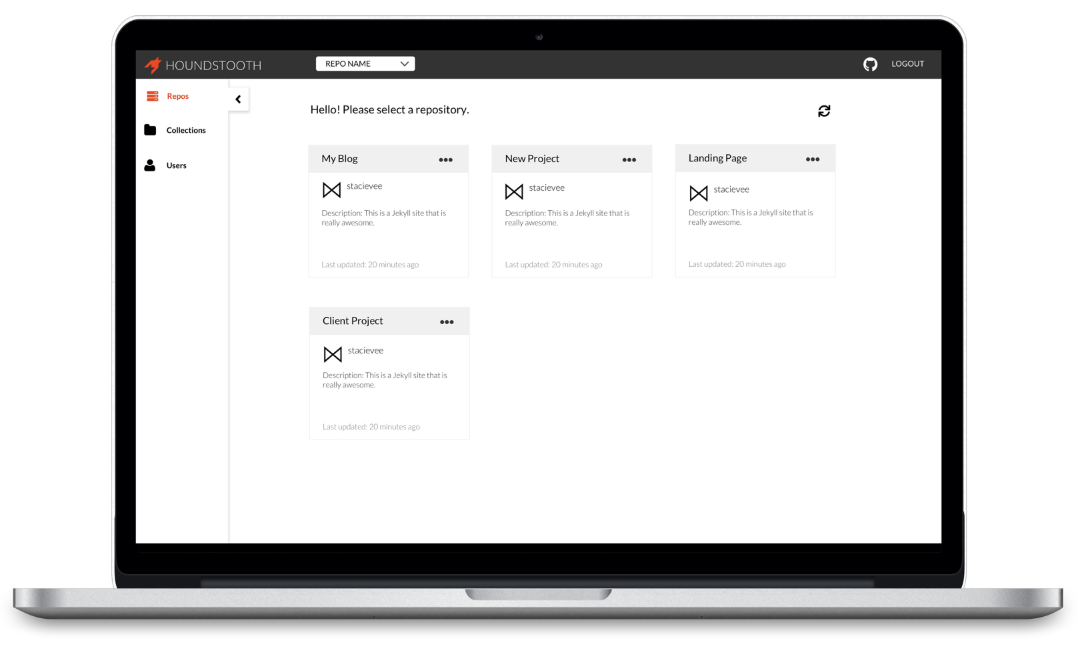 HOUNDSTOOTH
REPO NAME
LOGOUT
Repos
Collections
Users
Hello! Please select a repository.
My Blog
stacievee
Description: This is a Jekyll site that is
really awesome.
Last updated: 20 minutes ago
New Project
stacievee
Description: This is a Jekyll site that is
really awesome.
Last updated: 20 minutes ago
Landing Page
stacievee
Description: This is a Jekyll site that is
really awesome.
Last updated: 20 minutes ago
Client Project
stacievee
Description: This is a Jekyll site that is
really awesome.
Last updated: 20 minutes ago